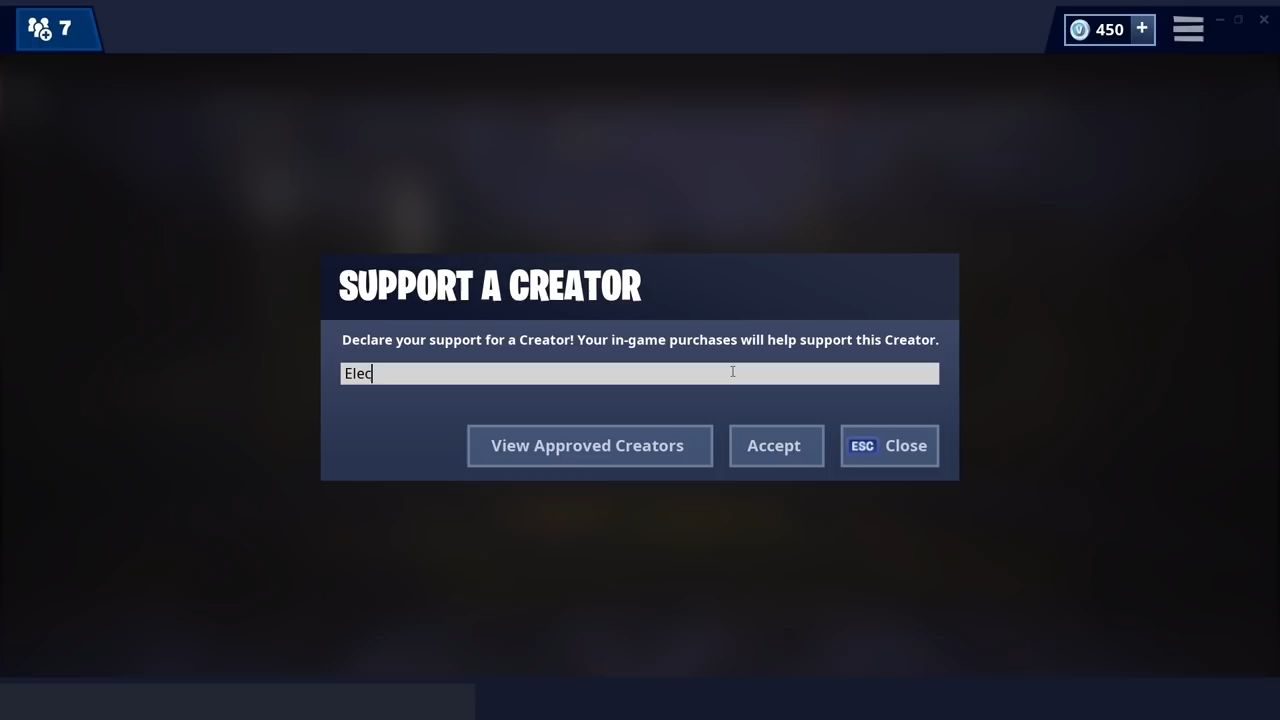 7
450 +
SUPPORT A CREATOR
Declare your support for a Creator! Your in-game purchases will help support this Creator.
Elec
View Approved Creators
Accept
ESC Close